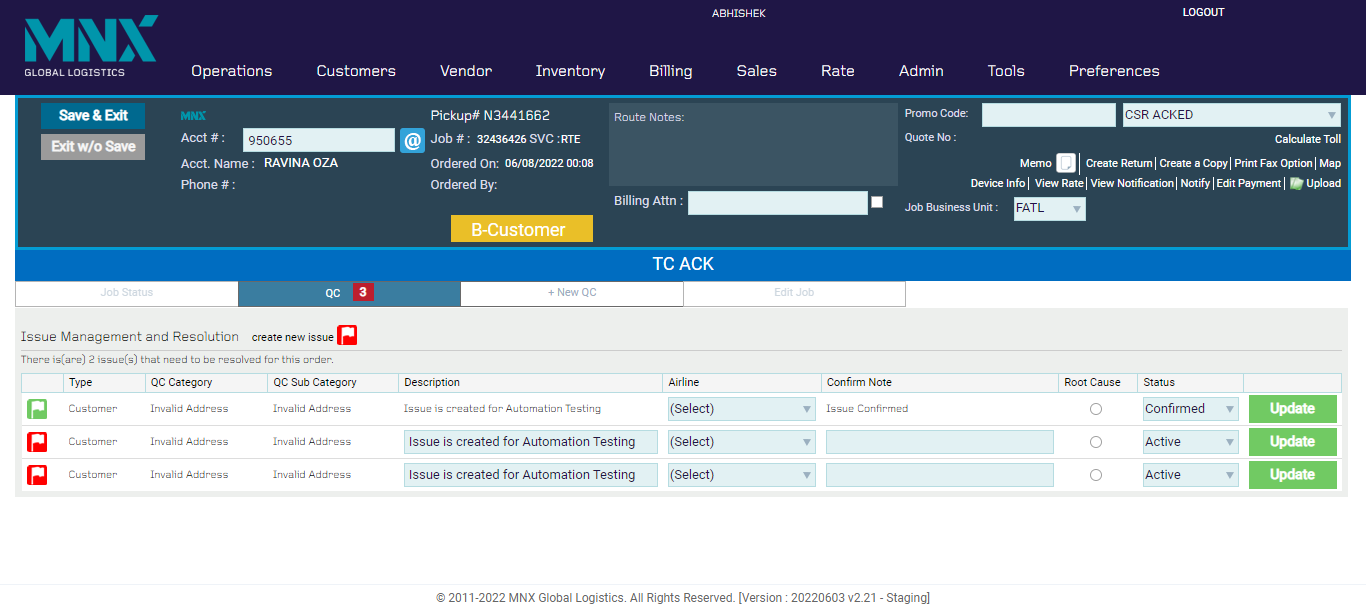 ABHISHEK
LOGOUT
MNX
GLOBAL LOGISTICS
Operations Customers Vendor Inventory Billing Sales Rate Admin Tools Preferences
Save & Exit
Exit w/o Save
MNX
Acct # : 950655 @
Acct. Name : RAVINA OZA
Phone # :
Pickup# N3441662
Job # : 32436426 SVC :RTE
Ordered On: 06/08/2022 00:08
Ordered By:
B-Customer
Route Notes:
Billing Attn :
Promo Code: CSR ACKED
Quote No : Calculate Toll
Memo Create Return| Create a Copy| Print Fax Option | Map
Device Info| View Rate| View Notification| Notify| Edit Payment| Upload
Job Business Unit : FATL
TC ACK
Job Status QC 3 + New QC Edit Job
Issue Management and Resolution create new issue
There is(are) 2 issue(s) that need to be resolved for this order.
Type QC Category QC Sub Category Description Airline Confirm Note Root Cause Status
Customer Invalid Address Invalid Address Issue is created for Automation Testing (Select) Issue Confirmed Confirmed Update
Customer Invalid Address Invalid Address Issue is created for Automation Testing (Select) Active Update
Customer Invalid Address Invalid Address Issue is created for Automation Testing (Select) Active Update
© 2011-2022 MNX Global Logistics. All Rights Reserved. [Version : 20220603 v2.21 - Staging]